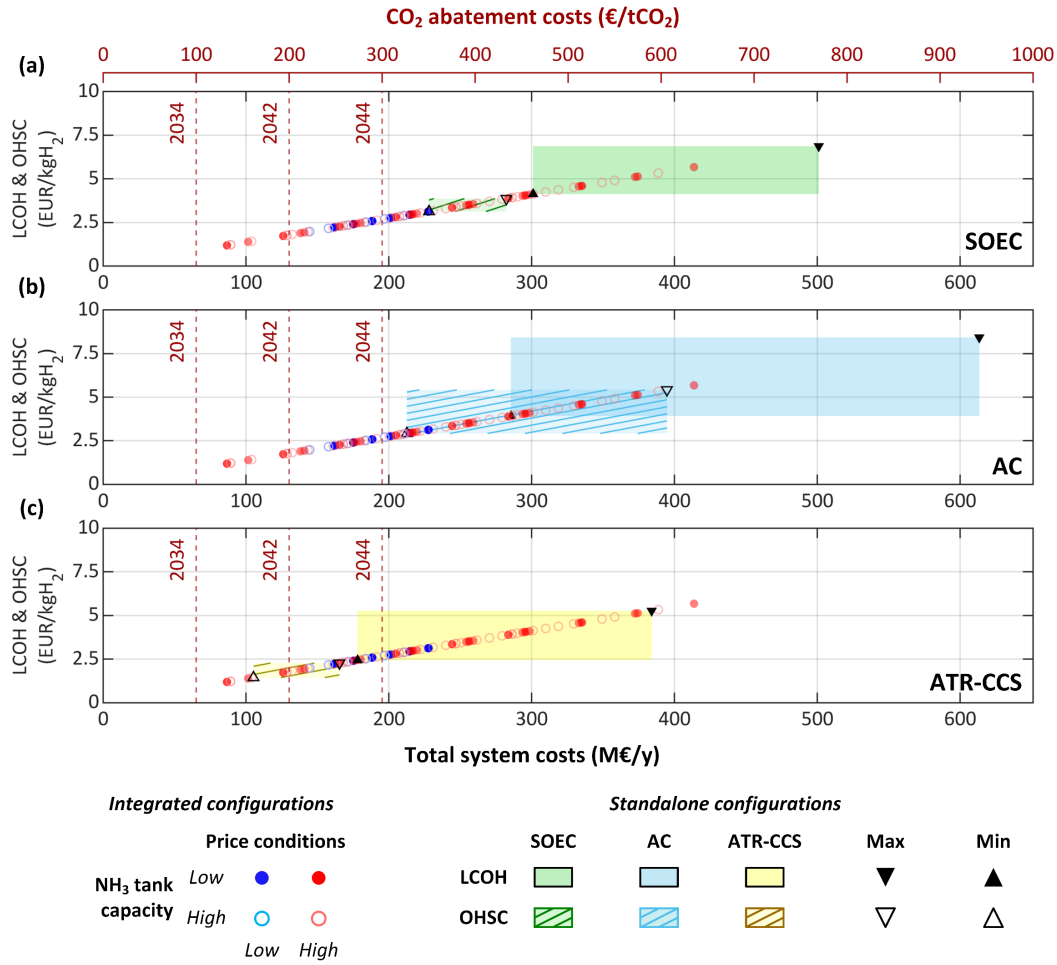 CO₂ abatement costs (€/tCO₂)
0 100 200 300 400 500 600 700 800 900 1000
(a)
LCOH & OHSC
(EUR/kgH₂)
10
7.5
5
2.5
0
2034
2042
2044
SOEC
0 100 200 300 400 500 600
(b)
LCOH & OHSC
(EUR/kgH₂)
10
7.5
5
2.5
0
2034
2042
2044
AC
0 100 200 300 400 500 600
(c)
LCOH & OHSC
(EUR/kgH₂)
10
7.5
5
2.5
0
2034
2042
2044
ATR-CCS
0 100 200 300 400 500 600
Total system costs (M€/y)
Integrated configurations
Price conditions
NH₃ tank
capacity
Low
High
Low High
Standalone configurations
SOEC AC ATR-CCS Max Min
LCOH
OHSC